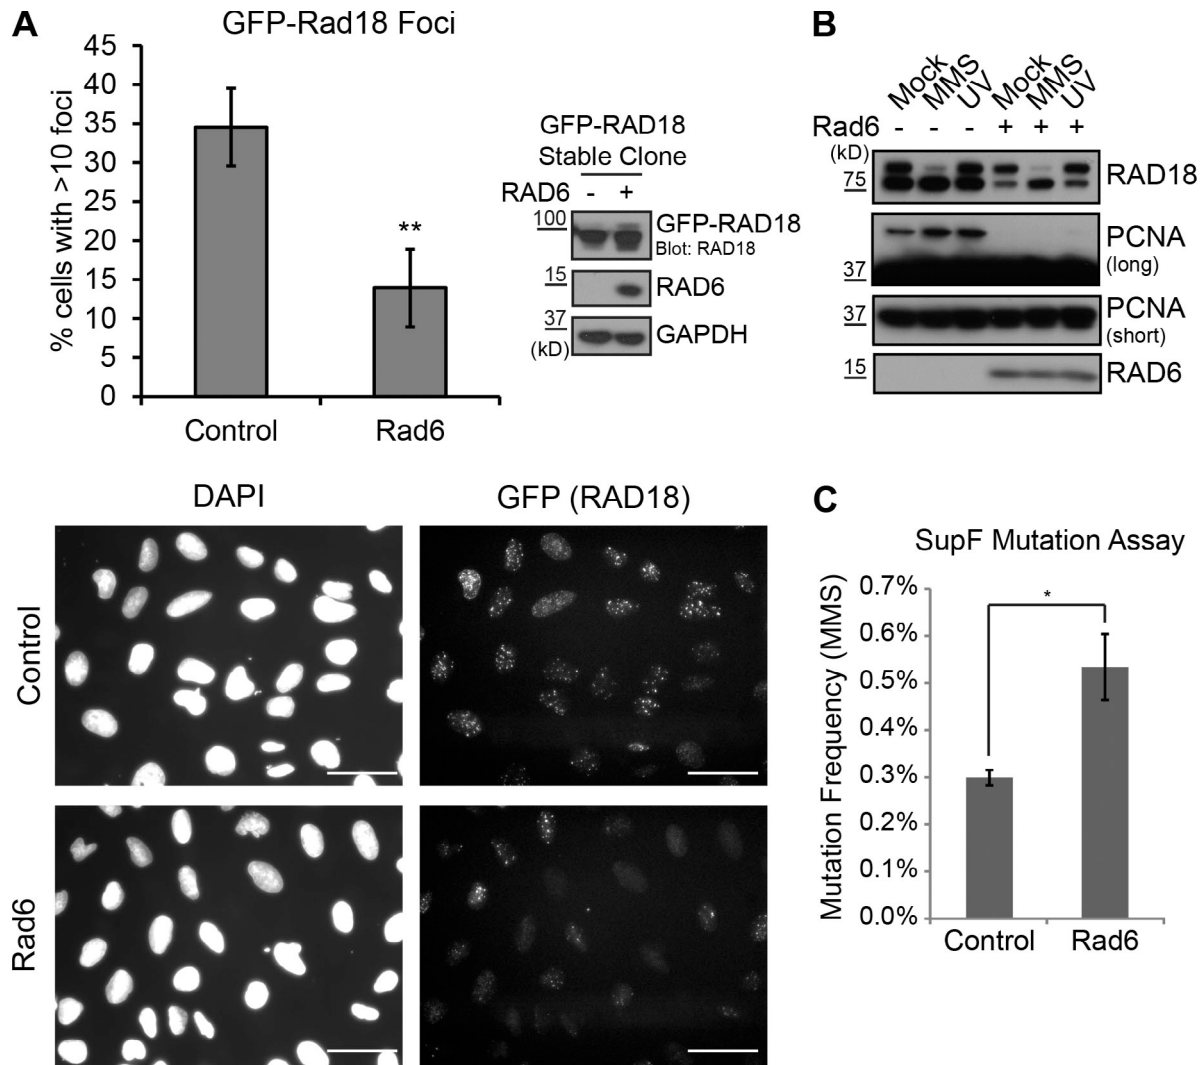 A
GFP-Rad18 Foci
45
40
35
30
25
20
15
10
5
0
% cells with >10 foci
**
Control
Rad6
GFP-RAD18
Stable Clone
RAD6 - +
100
GFP-RAD18
Blot: RAD18
15
RAD6
37
(kD)
GAPDH
B
Mock MMS UV Mock MMS UV
Rad6 - - - + + +
(kD)
75
RAD18
PCNA
(long)
37
37
PCNA
(short)
15
RAD6
DAPI
GFP (RAD18)
Control
Rad6
C
SupF Mutation Assay
0.7%
0.6%
0.5%
0.4%
0.3%
0.2%
0.1%
0.0%
Mutation Frequency (MMS)
*
Control
Rad6